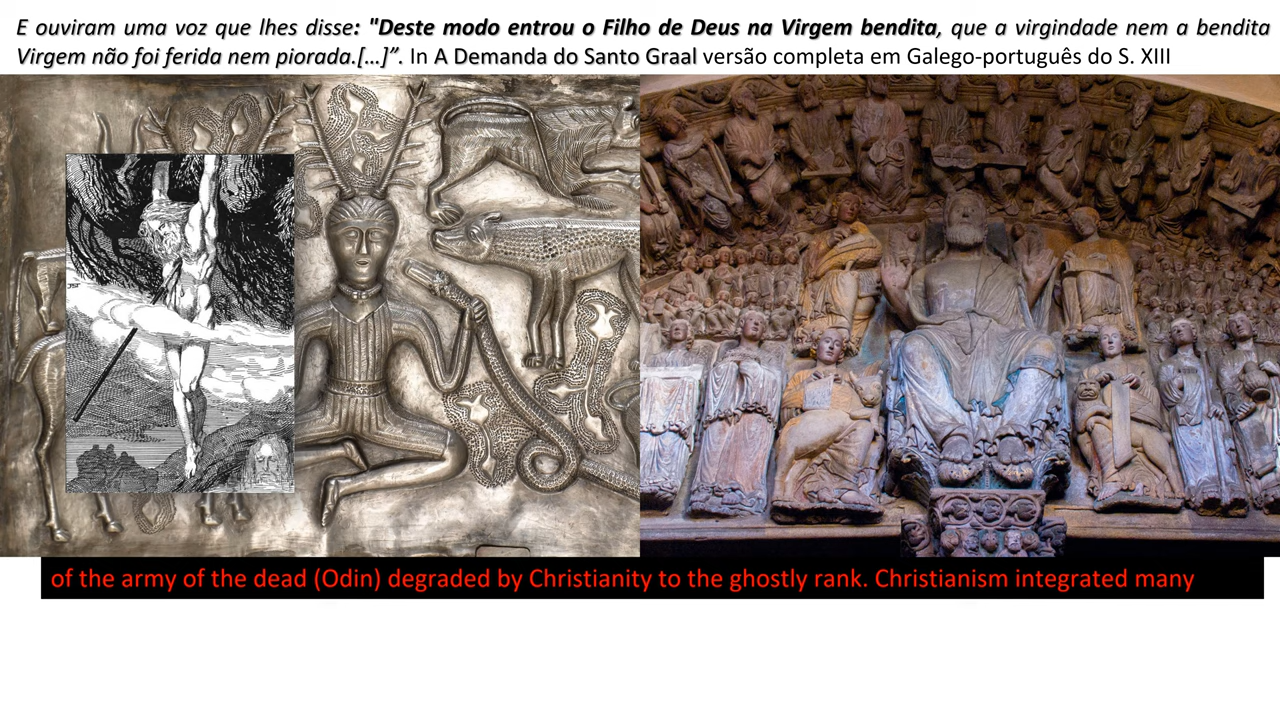 E ouviram uma voz que lhes disse: "Deste modo entrou o Filho de Deus na Virgem bendita, que a virgindade nem a bendita
Virgem não foi ferida nem piorada.[…]”. In A Demanda do Santo Graal versão completa em Galego-português do S. XIII
of the army of the dead (Odin) degraded by Christianity to the ghostly rank. Christianism integrated many